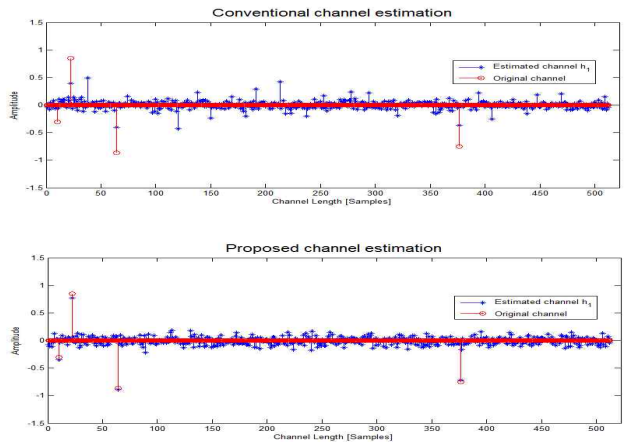 Conventional channel estimation
1.5
1
0.5
0
-0.5
-1
-1.5
Amplitude
Estimated channel h1
Original channel
0 50 100 150 200 250 300 350 400 450 500
Channel Length [Samples]
Proposed channel estimation
1.5
1
0.5
0
-0.5
-1
-1.5
Amplitude
Estimated channel h1
Original channel
0 50 100 150 200 250 300 350 400 450 500
Channel Length [Samples]